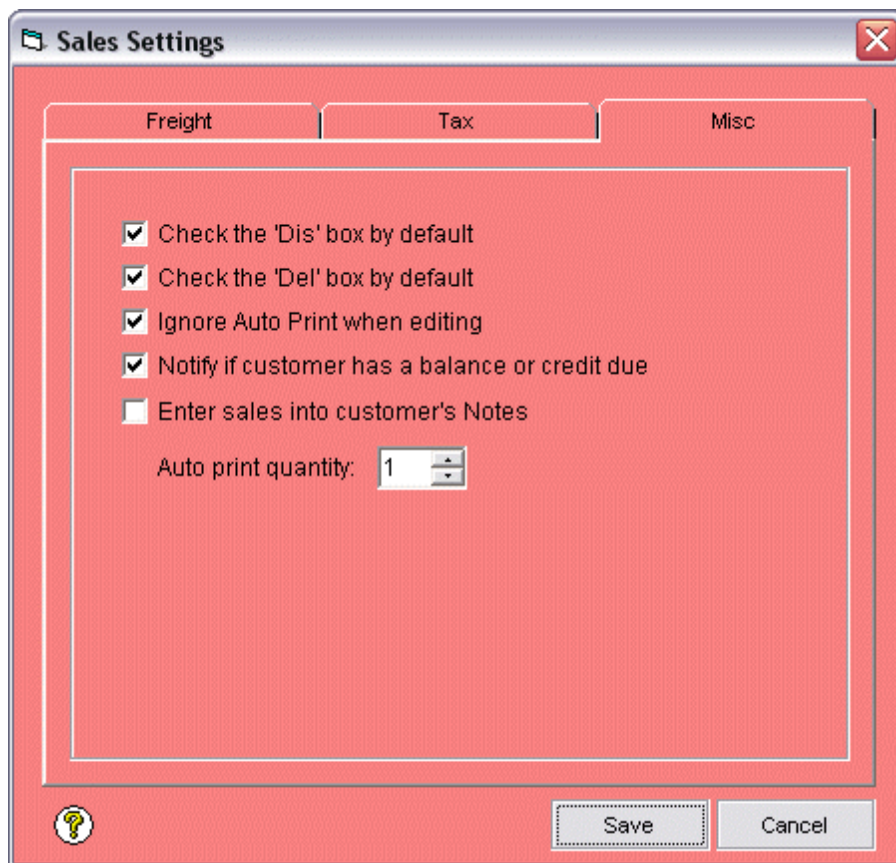 Sales Settings
Freight Tax Misc
Check the 'Dis' box by default
Check the 'Del' box by default
Ignore Auto Print when editing
Notify if customer has a balance or credit due
Enter sales into customer's Notes
Auto print quantity: 1
? Save Cancel